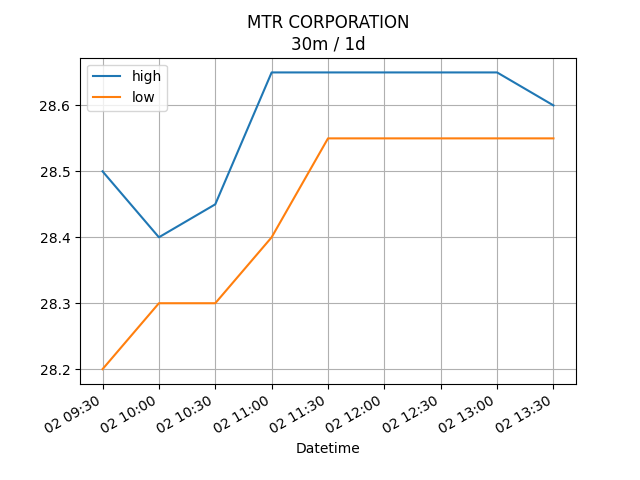 MTR CORPORATION
30m / 1d
high
low
28.6
28.5
28.4
28.3
28.2
02 09:30
02 10:00
02 10:30
02 11:00
02 11:30
02 12:00
02 12:30
02 13:00
02 13:30
Datetime